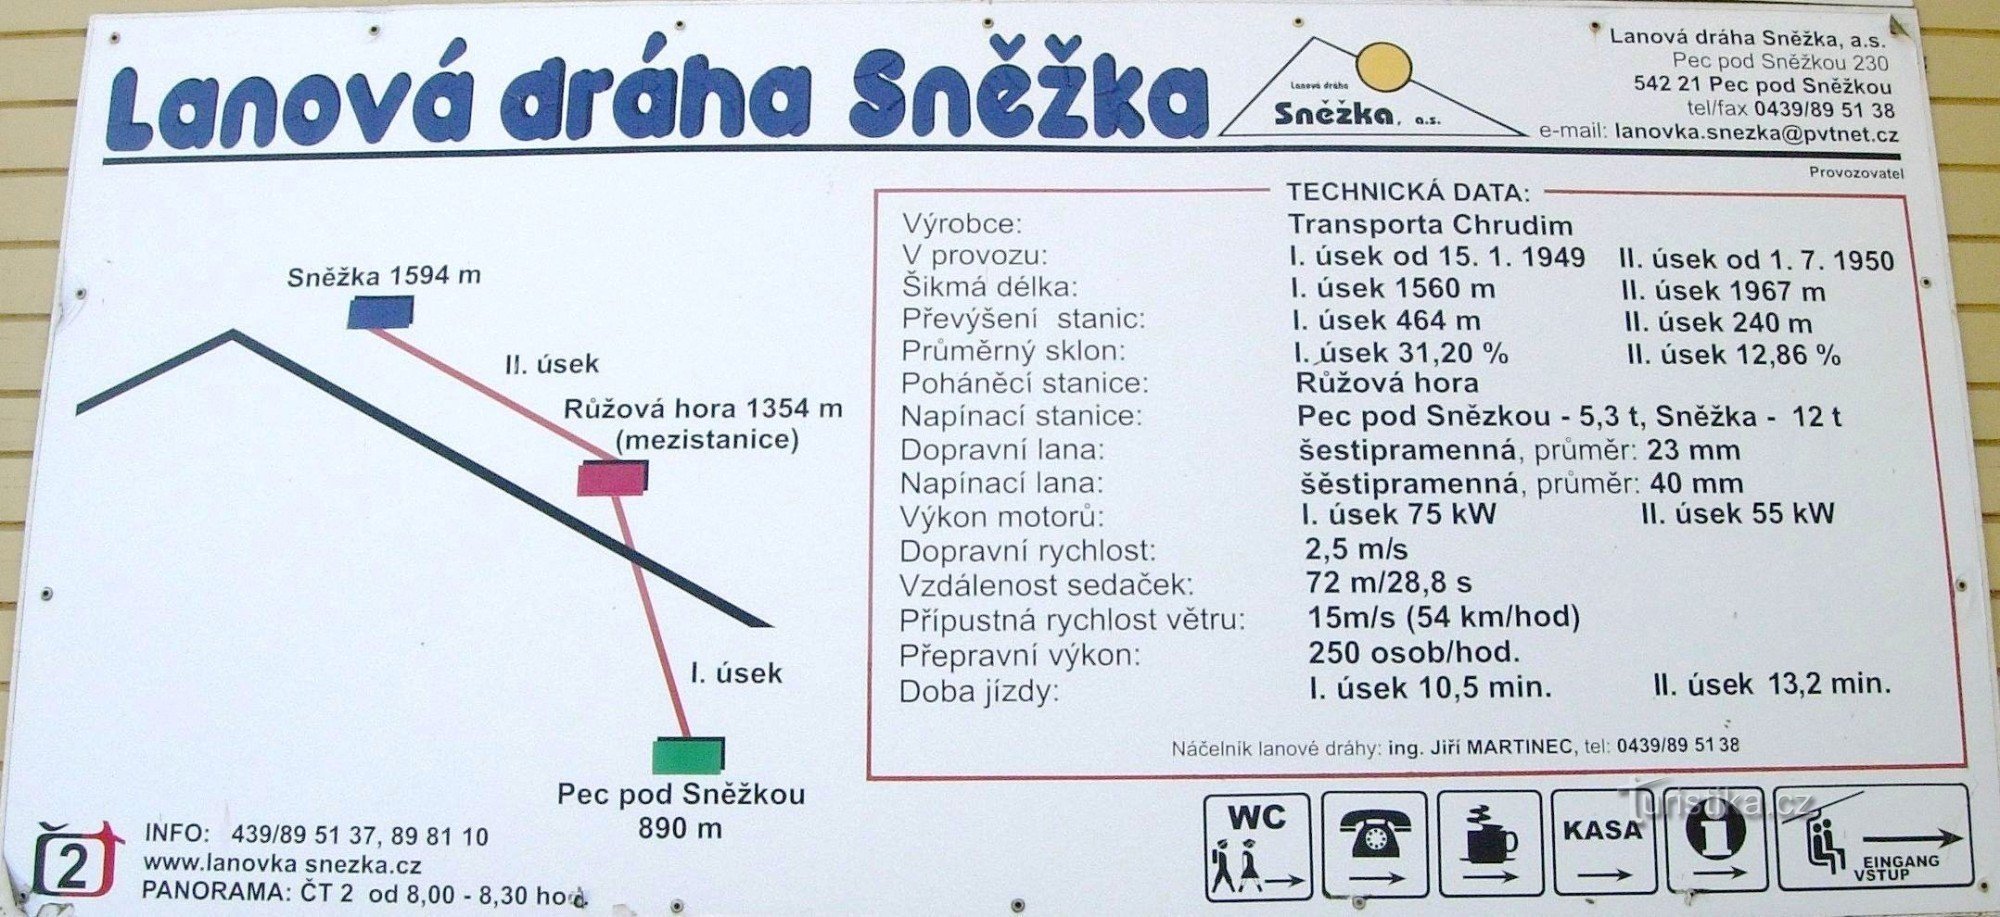 Lanová dráha Sněžka
Lanová dráha
Sněžka, a.s.
Lanová dráha Sněžka, a.s.
Pec pod Sněžkou 230
542 21 Pec pod Sněžkou
tel/fax 0439/89 51 38
e-mail: lanovka.snezka@pvtnet.cz
Provozovatel
Sněžka 1594 m
II. úsek
Růžová hora 1354 m
(mezistanice)
I. úsek
Pec pod Sněžkou
890 m
TECHNICKÁ DATA:
Výrobce: Transporta Chrudim
V provozu: I. úsek od 15. 1. 1949 II. úsek od 1. 7. 1950
Šikmá délka: I. úsek 1560 m II. úsek 1967 m
Převýšení stanic: I. úsek 464 m II. úsek 240 m
Průměrný sklon: I. úsek 31,20 % II. úsek 12,86 %
Poháněcí stanice: Růžová hora
Napínací stanice: Pec pod Snězkou - 5,3 t, Sněžka - 12 t
Dopravní lana: šestipramenná, průměr: 23 mm
Napínací lana: šěstipramenná, průměr: 40 mm
Výkon motorů: I. úsek 75 kW II. úsek 55 kW
Dopravní rychlost: 2,5 m/s
Vzdálenost sedaček: 72 m/28,8 s
Přípustná rychlost větru: 15m/s (54 km/hod)
Přepravní výkon: 250 osob/hod.
Doba jízdy: I. úsek 10,5 min. II. úsek 13,2 min.
Náčelník lanové dráhy: ing. Jiří MARTINEC, tel: 0439/89 51 38
Č
2
INFO: 439/89 51 37, 89 81 10
www.lanovka snezka.cz
PANORAMA: ČT 2 od 8,00 - 8,30 hod.
WC
KASA
i
EINGANG
VSTUP
Turistika.cz